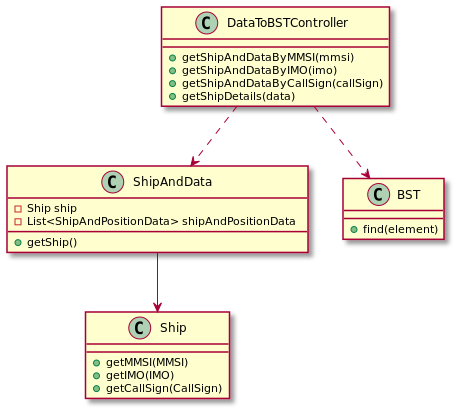 C DataToBSTController
getShipAndDataByMMSI(mmsi)
getShipAndDataByIMO(imo)
getShipAndDataByCallSign(callSign)
getShipDetails(data)
C ShipAndData
Ship ship
List<ShipAndPositionData> shipAndPositionData
getShip()
C BST
find(element)
C Ship
getMMSI(MMSI)
getIMO(IMO)
getCallSign(CallSign)